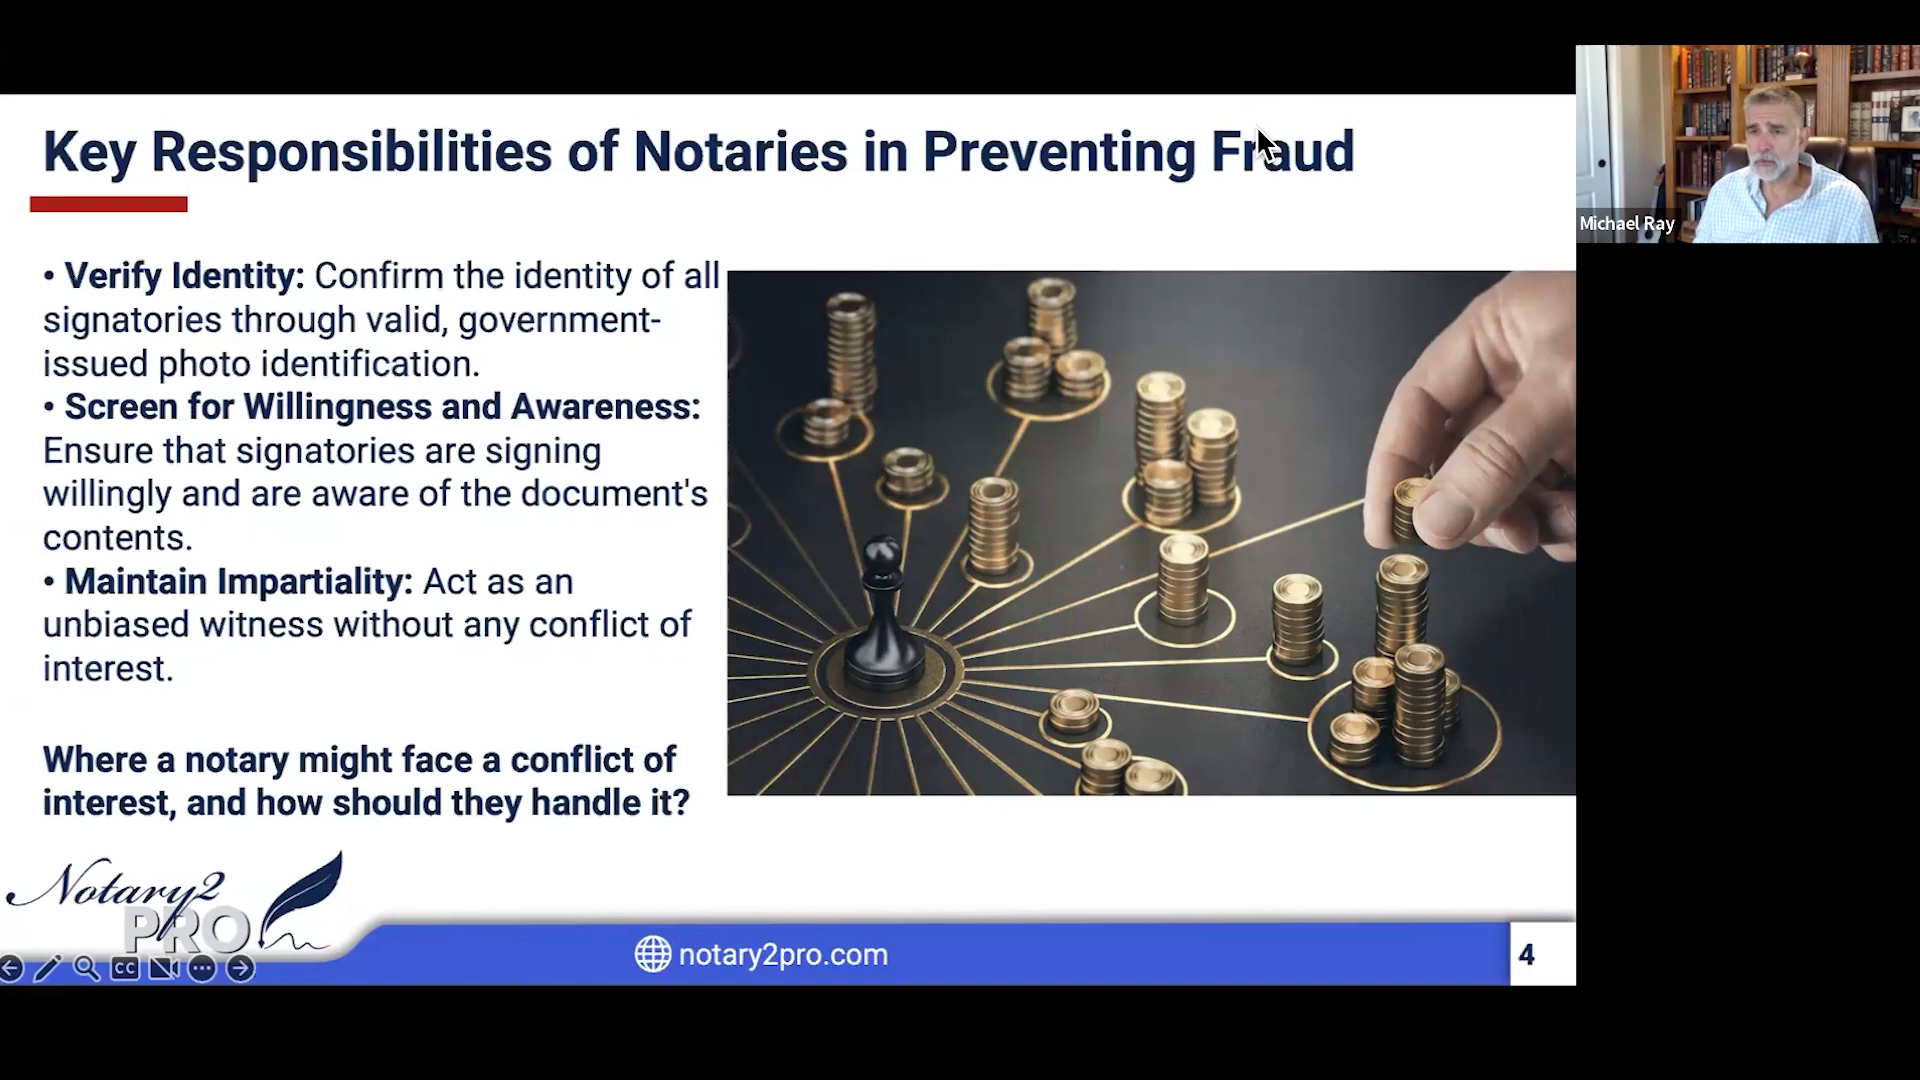 Key Responsibilities of Notaries in Preventing Fraud
Michael Ray
• Verify Identity: Confirm the identity of all
signatories through valid, government-
issued photo identification.
• Screen for Willingness and Awareness:
Ensure that signatories are signing
willingly and are aware of the document's
contents.
• Maintain Impartiality: Act as an
unbiased witness without any conflict of
interest.
Where a notary might face a conflict of
interest, and how should they handle it?
Notary2
PRO
CC
notary2pro.com
4